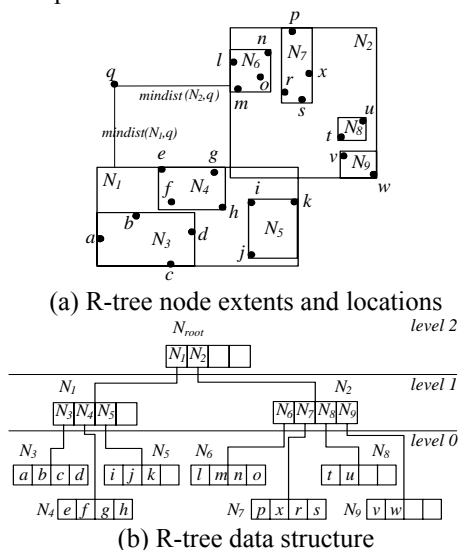 p
n
N2
N7
l
N6
x
q
o
r
mindist(N2,q)
m
s
u
N8
t
mindist(N1,q)
v
N9
e
g
w
N1
N4
f
i
k
h
b
N5
N3
d
a
j
c
(a) R-tree node extents and locations
Nroot level 2
N1 N2
level 1
N1 N2
N3 N4 N5 N6 N7 N8 N9
level 0
N3 N5 N6 N8
a b c d i j k l m n o t u
N4 e f g h N7 p x r s N9 v w
(b) R-tree data structure